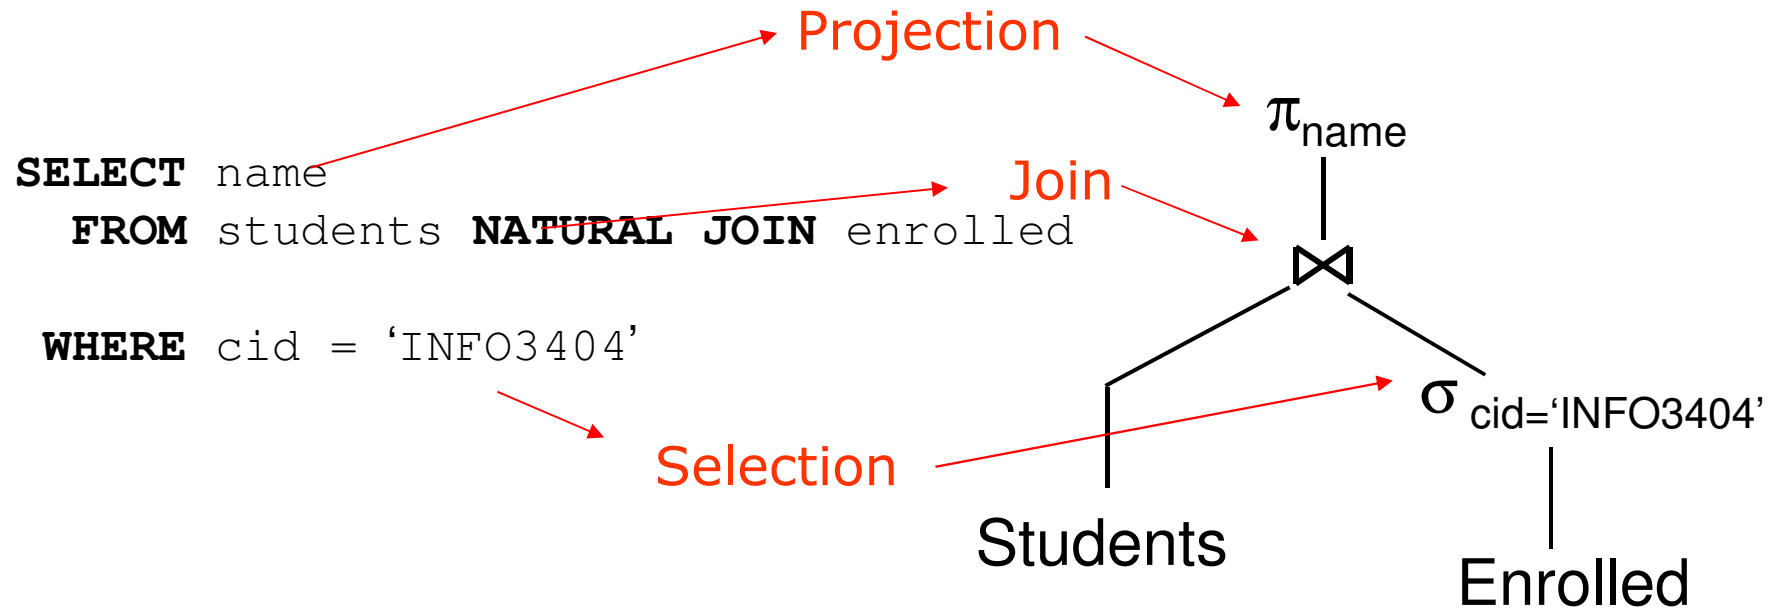 Projection
SELECT name
FROM students NATURAL JOIN enrolled
WHERE cid = ‘INFO3404’
Join
Selection
πname
⋈
σ cid=‘INFO3404’
Students
Enrolled